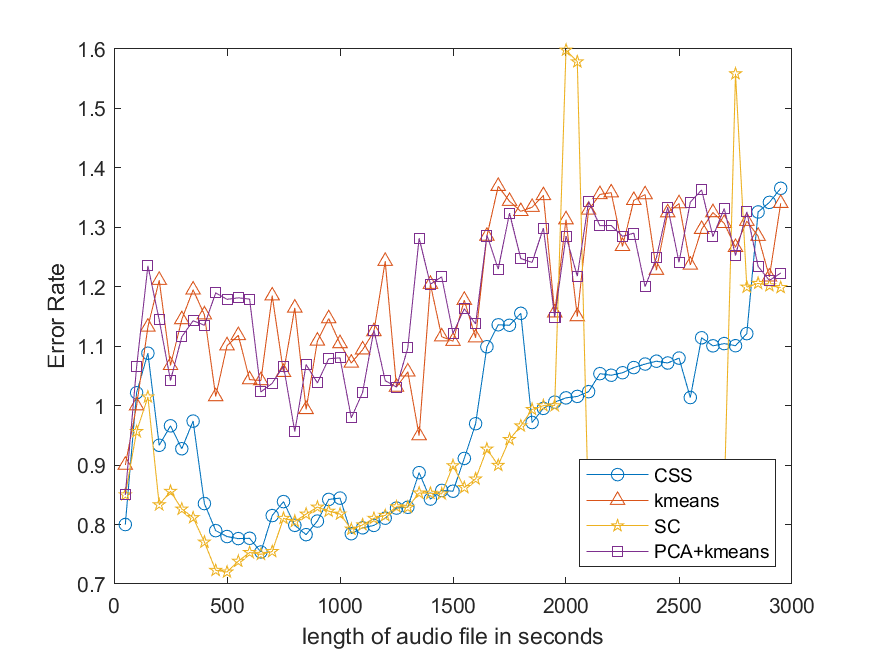 1.6
1.5
1.4
1.3
1.2
1.1
1
0.9
0.8
0.7
Error Rate
CSS
kmeans
SC
PCA+kmeans
0 500 1000 1500 2000 2500 3000
length of audio file in seconds